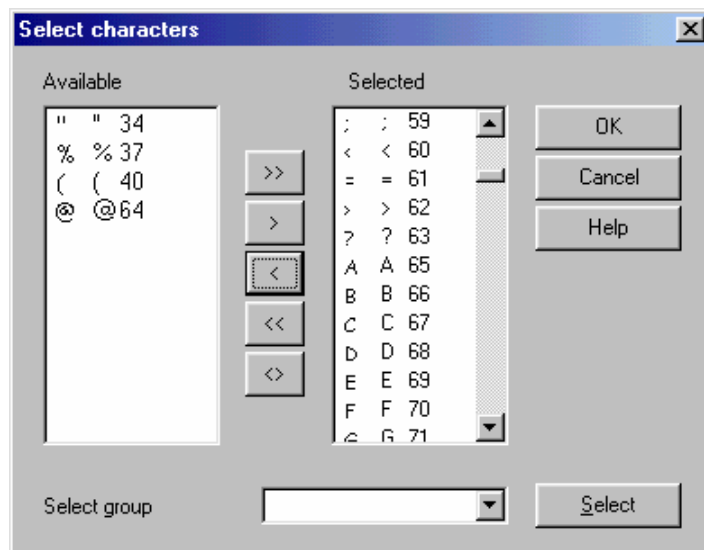 Select characters
Available
" " 34
% % 37
( ( 40
@ @ 64
>>
>
<
<<
<>
Selected
; ; 59
< < 60
= = 61
> > 62
? ? 63
A A 65
B B 66
C C 67
D D 68
E E 69
F F 70
G G 71
OK
Cancel
Help
Select group
Select